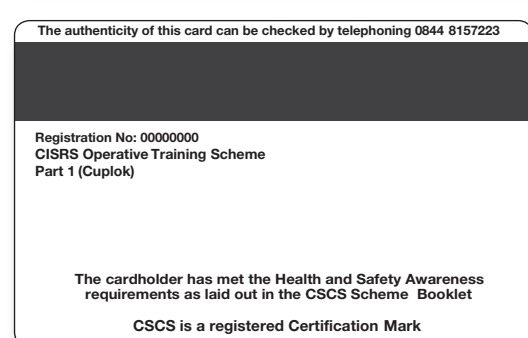 The authenticity of this card can be checked by telephoning 0844 8157223
Registration No: 00000000
CISRS Operative Training Scheme
Part 1 (Cuplok)
The cardholder has met the Health and Safety Awareness
requirements as laid out in the CSCS Scheme Booklet
CSCS is a registered Certification Mark